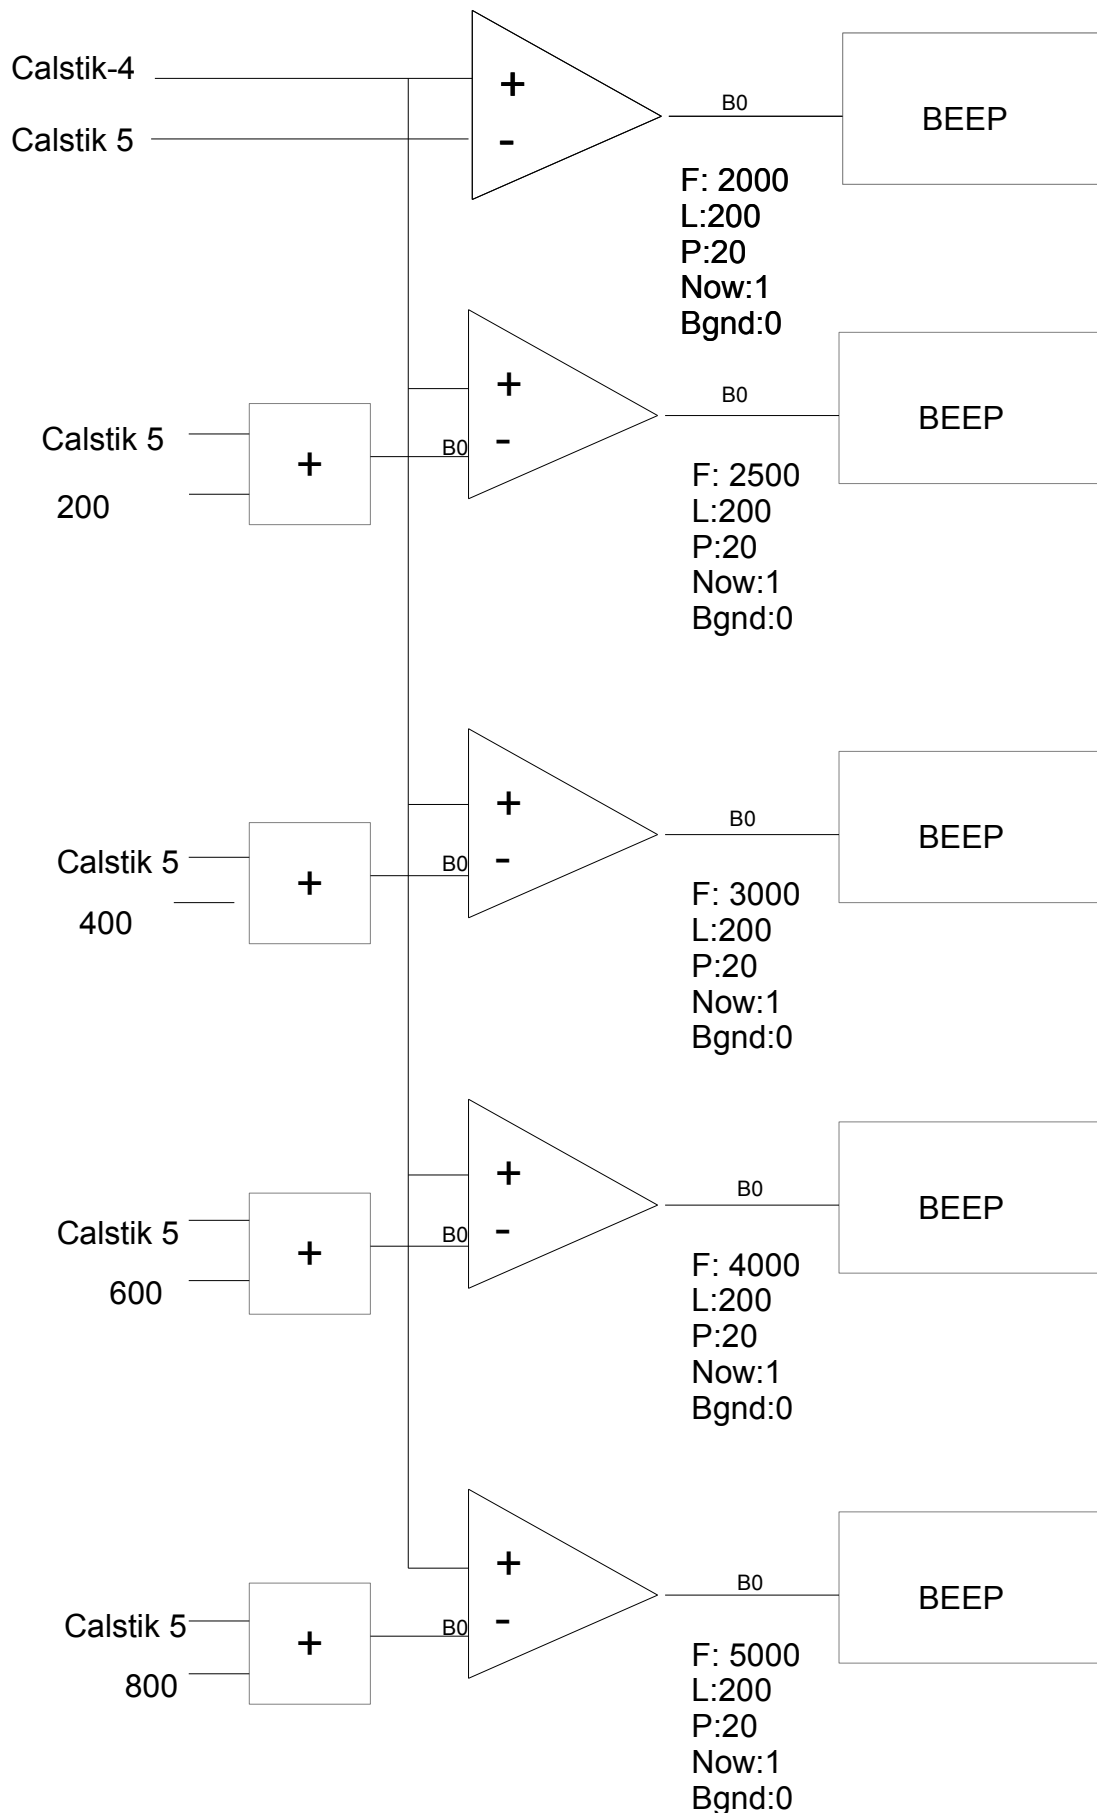 Calstik-4
+
B0
BEEP
Calstik 5
-
F: 2000
L:200
P:20
Now:1
Bgnd:0
+
B0
BEEP
Calstik 5
B0
-
+
200
F: 2500
L:200
P:20
Now:1
Bgnd:0
+
B0
BEEP
Calstik 5
B0
-
+
400
F: 3000
L:200
P:20
Now:1
Bgnd:0
+
B0
BEEP
Calstik 5
B0
-
+
600
F: 4000
L:200
P:20
Now:1
Bgnd:0
+
B0
BEEP
Calstik 5
B0
-
+
800
F: 5000
L:200
P:20
Now:1
Bgnd:0